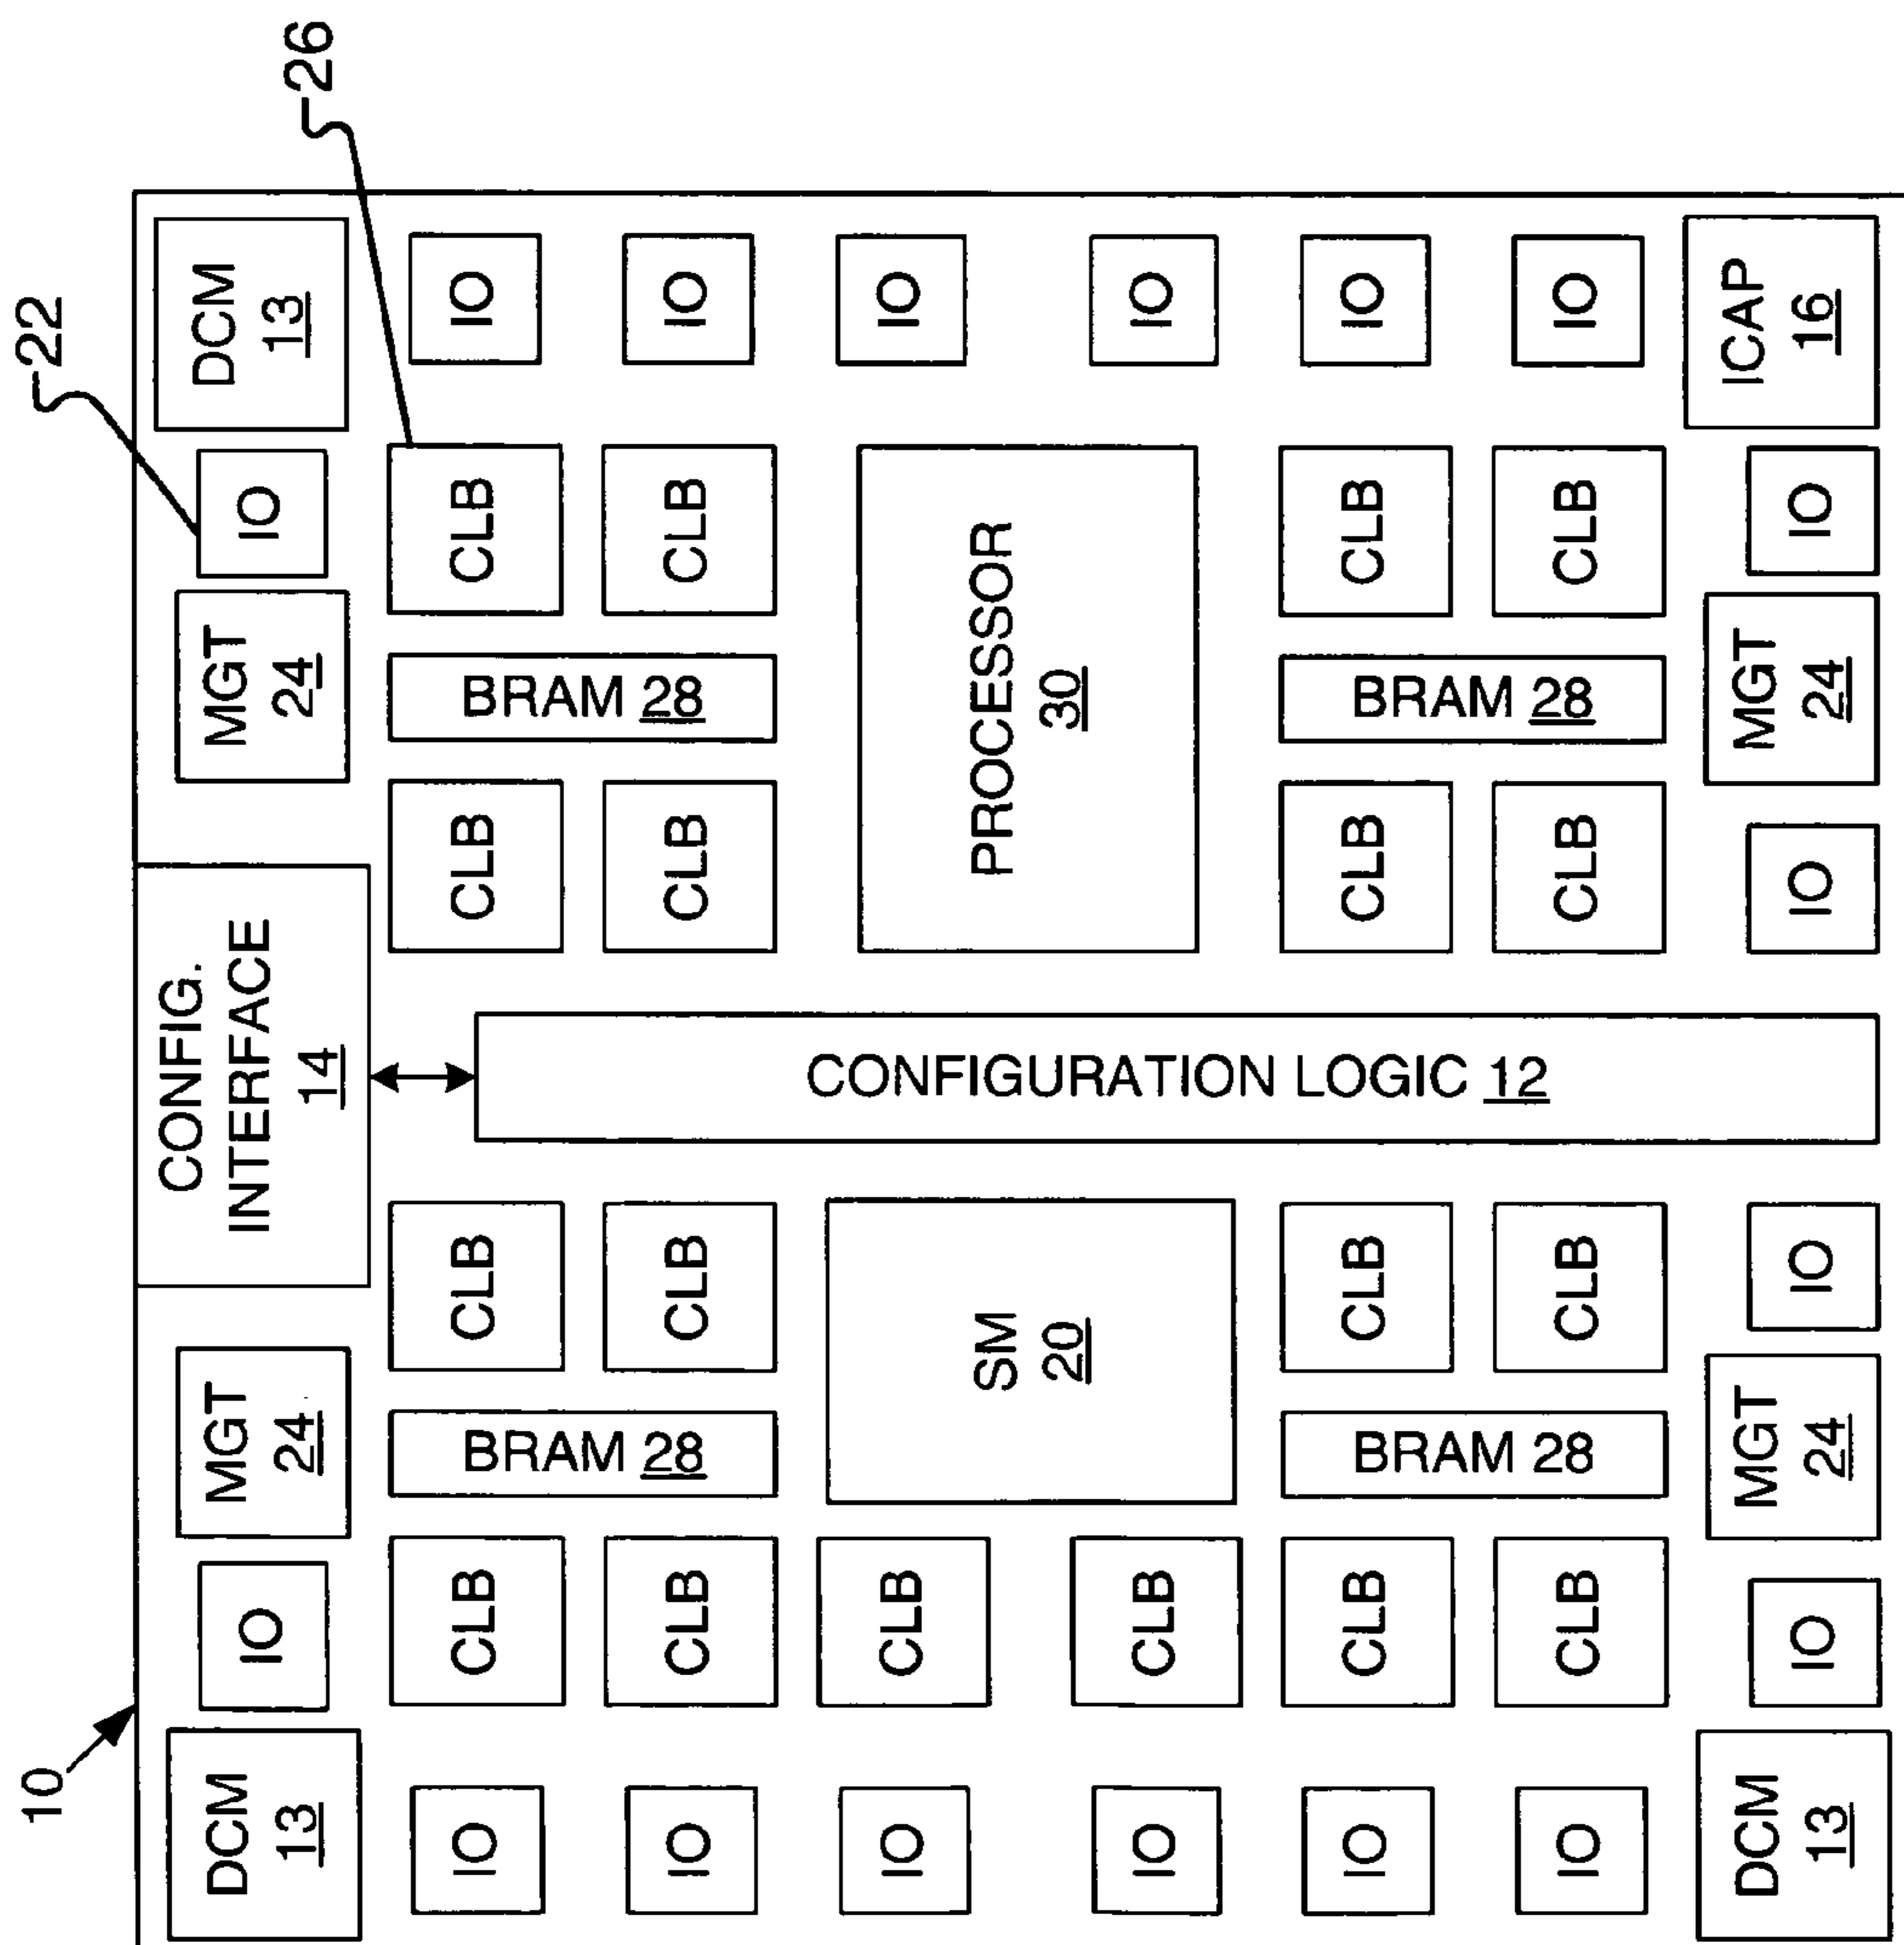 10
22
26
DCM
13
IO
MGT
24
CONFIG.
INTERFACE
14
MGT
24
IO
DCM
13
IO
CLB
CLB
CLB
CLB
IO
BRAM 28
BRAM 28
IO
CLB
CLB
CLB
CLB
IO
IO
CLB
SM
20
CONFIGURATION LOGIC 12
PROCESSOR
30
IO
IO
CLB
IO
IO
CLB
CLB
CLB
CLB
IO
BRAM 28
BRAM 28
IO
CLB
CLB
CLB
CLB
IO
DCM
13
IO
MGT
24
IO
IO
MGT
24
IO
ICAP
16